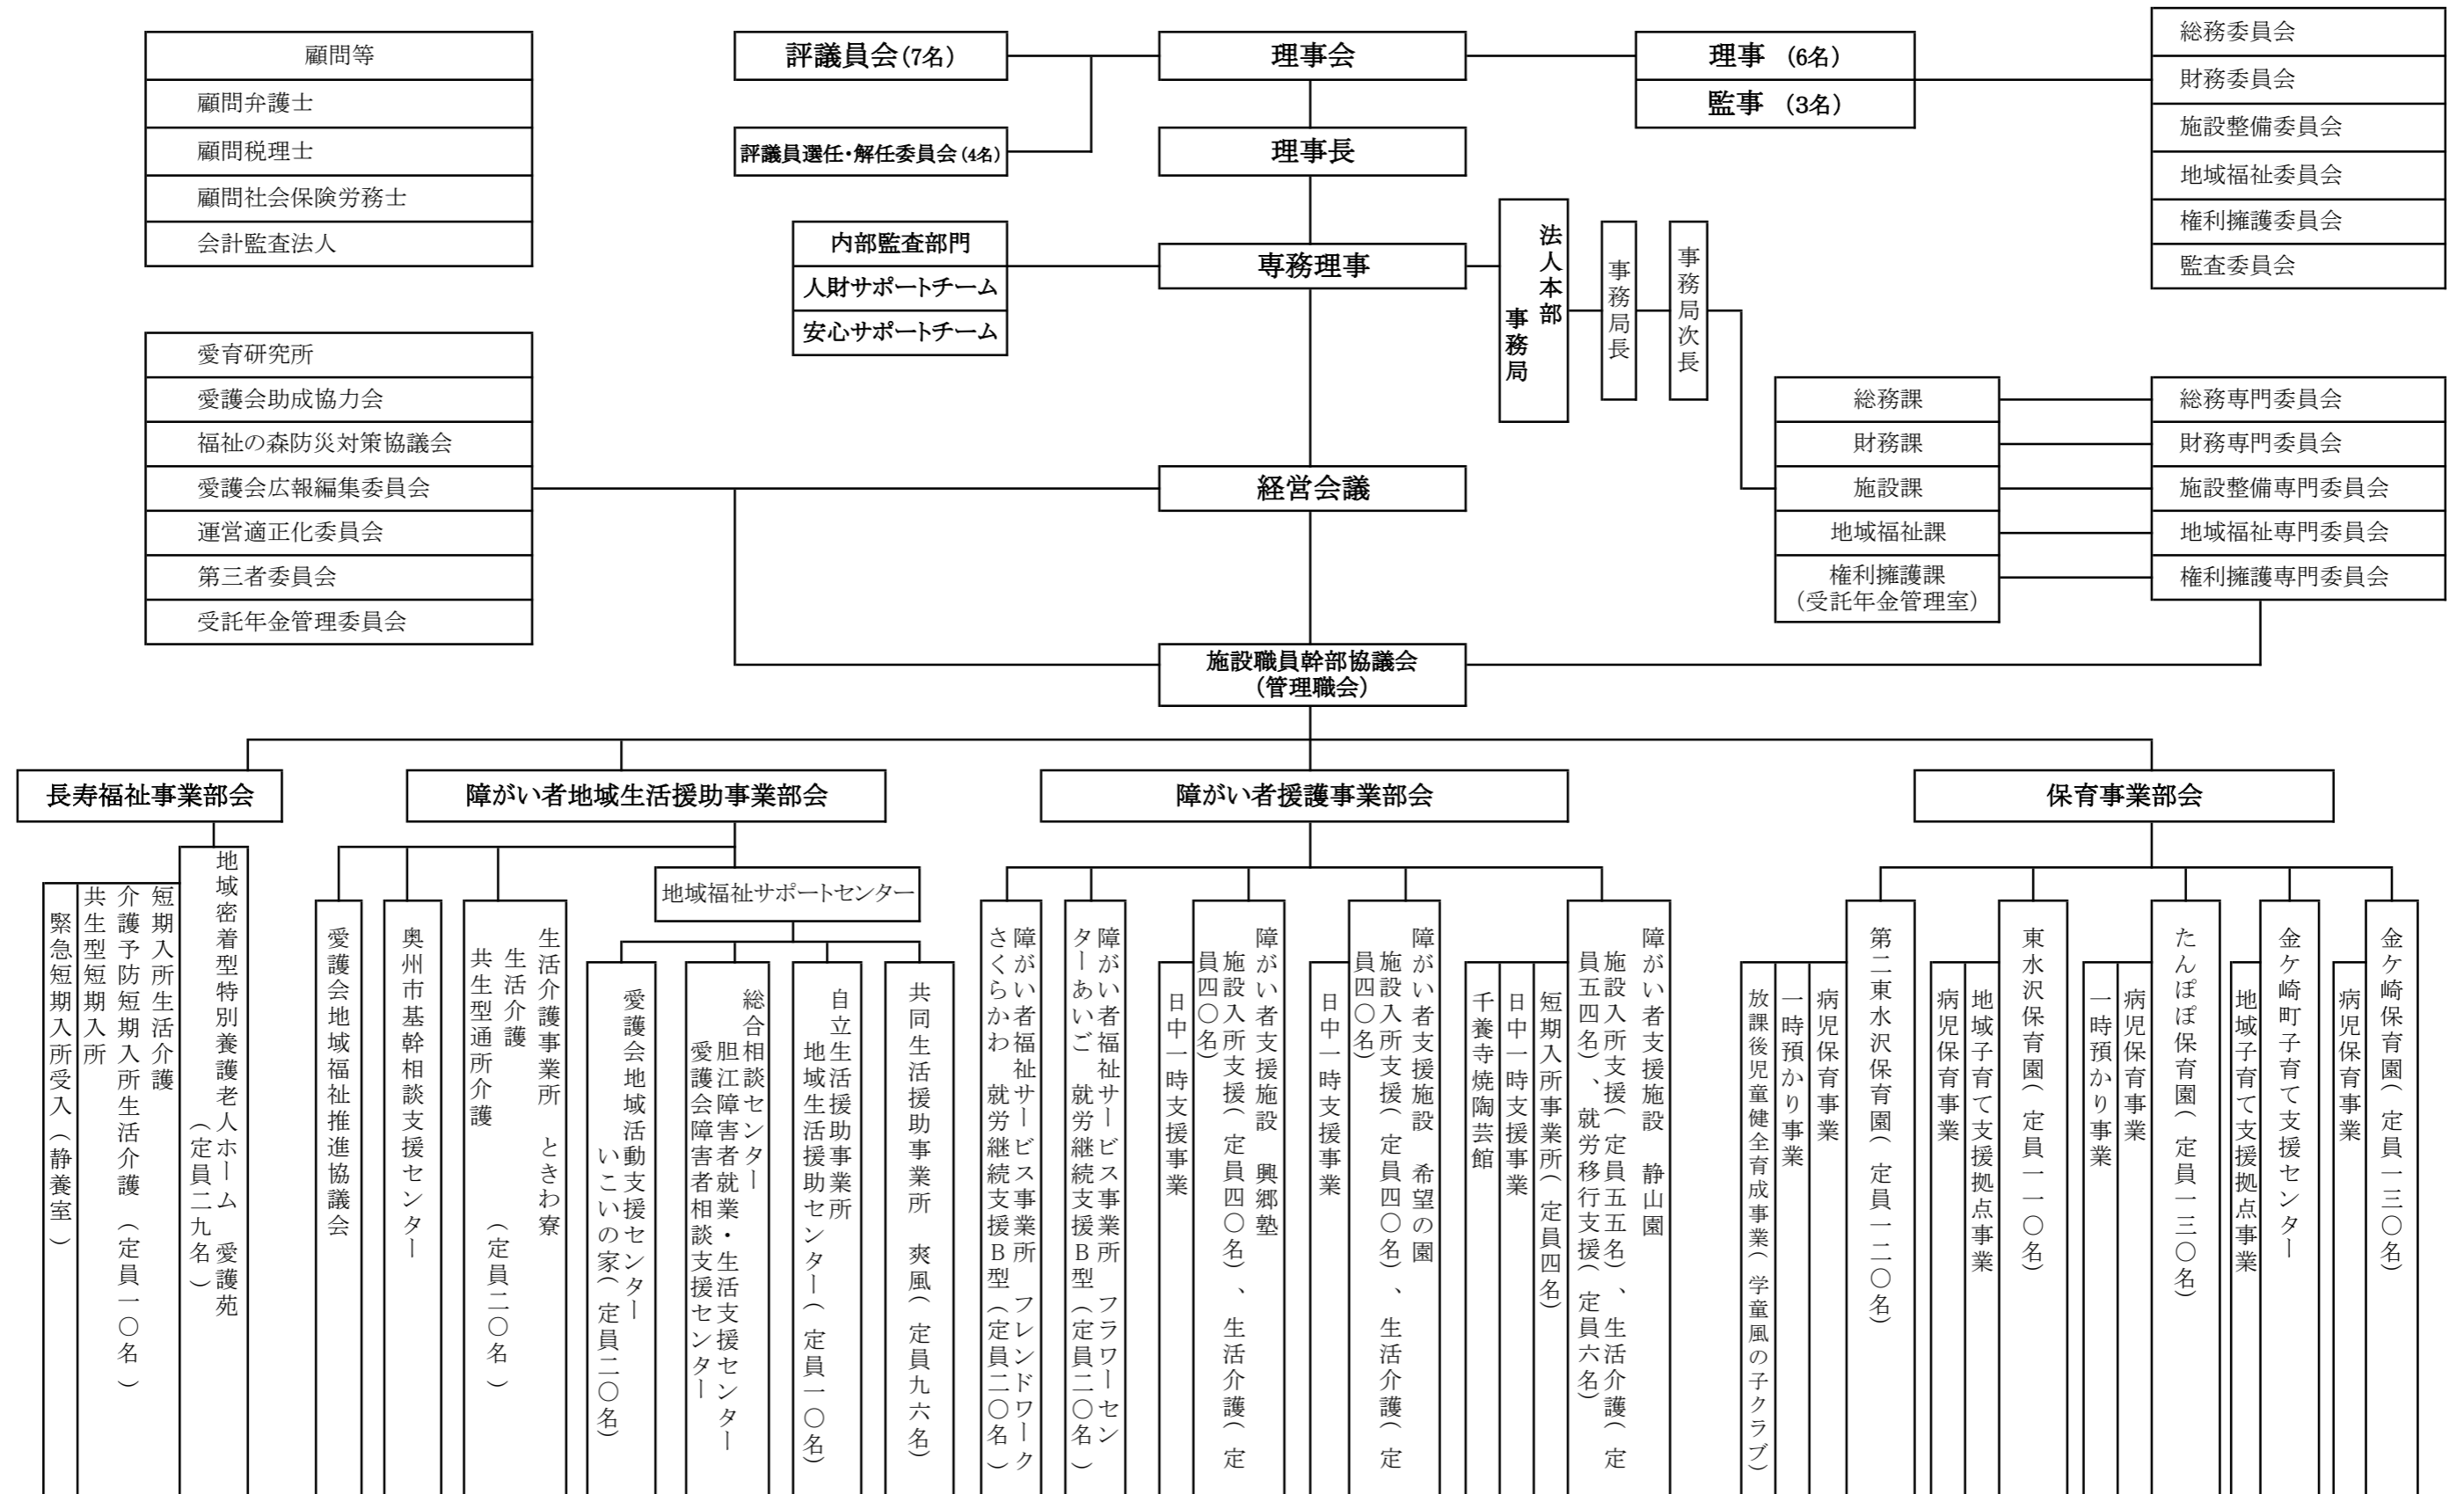 顧問等
顧問弁護士
顧問税理士
顧問社会保険労務士
会計監査法人
評議員会(7名)
評議員選任・解任委員会(4名)
理事会
理事長
理事 (6名)
監事 (3名)
総務委員会
財務委員会
施設整備委員会
地域福祉委員会
権利擁護委員会
監査委員会
内部監査部門
人財サポートチーム
安心サポートチーム
専務理事
法人本部
事務局
事務局長
事務局次長
愛育研究所
愛護会助成協力会
福祉の森防災対策協議会
愛護会広報編集委員会
運営適正化委員会
第三者委員会
受託年金管理委員会
経営会議
総務課
財務課
施設課
地域福祉課
権利擁護課
(受託年金管理室)
総務専門委員会
財務専門委員会
施設整備専門委員会
地域福祉専門委員会
権利擁護専門委員会
施設職員幹部協議会
(管理職会)
長寿福祉事業部会
障がい者地域生活援助事業部会
障がい者援護事業部会
保育事業部会
金ケ崎保育園(定員一三〇名)
病児保育事業
金ケ崎町子育て支援センター
地域子育て支援拠点事業
たんぽぽ保育園(定員一三〇名)
病児保育事業
一時預かり事業
東水沢保育園(定員一一〇名)
地域子育て支援拠点事業
病児保育事業
第二東水沢保育園(定員一二〇名)
病児保育事業
一時預かり事業
放課後児童健全育成事業(学童風の子クラブ)
障がい者支援施設 静山園
施設入所支援(定員五五名)、生活介護(定
員五四名)、就労移行支援(定員六名)
短期入所事業所(定員四名)
日中一時支援事業
千養寺焼陶芸館
障がい者支援施設 希望の園
施設入所支援(定員四〇名)、生活介護(定
員四〇名)
日中一時支援事業
障がい者支援施設 興郷塾
施設入所支援(定員四〇名)、生活介護(定
員四〇名)
日中一時支援事業
障がい者福祉サービス事業所 フラワーセン
ターあいご 就労継続支援B型(定員二〇名)
障がい者福祉サービス事業所 フレンドワーク
さくらかわ 就労継続支援B型(定員二〇名)
地域福祉サポートセンター
共同生活援助事業所 爽風(定員九六名)
自立生活援助事業所
地域生活援助センター(定員一〇名)
総合相談センター
胆江障害者就業・生活支援センター
愛護会障害者相談支援センター
愛護会地域活動支援センター
いこいの家(定員二〇名)
生活介護事業所 ときわ寮
生活介護
共生型通所介護 (定員二〇名)
奥州市基幹相談支援センター
愛護会地域福祉推進協議会
地域密着型特別養護老人ホーム 愛護苑
(定員二九名)
短期入所生活介護
介護予防短期入所生活介護 (定員一〇名)
共生型短期入所
緊急短期入所受入(静養室)